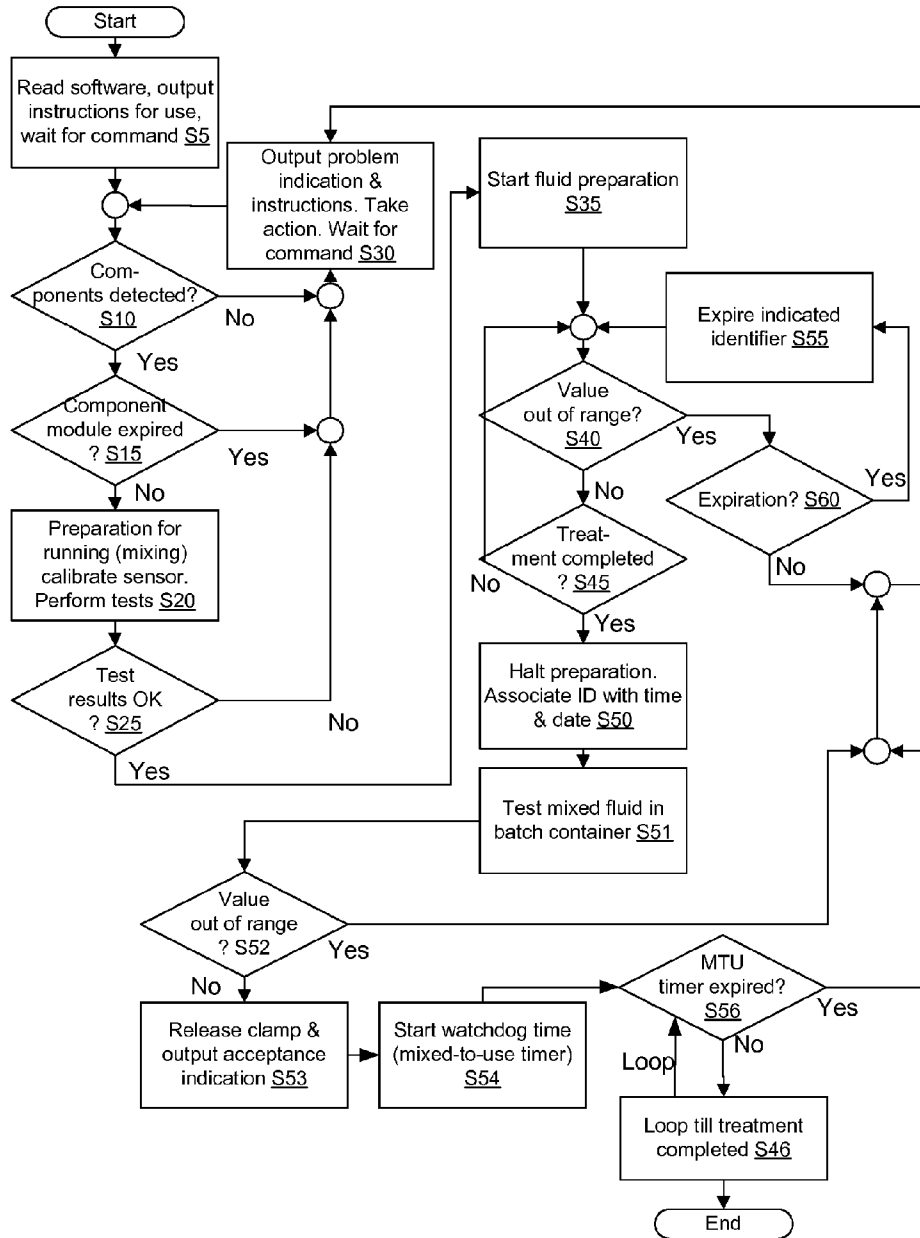 Start
Read software, output
instructions for use,
wait for command S5
Output problem
indication &
instructions. Take
action. Wait for
command S30
Com-
ponents detected?
S10
No
Yes
Component
module expired
? S15
Yes
No
Preparation for
running (mixing)
calibrate sensor.
Perform tests S20
Test
results OK
? S25
No
Yes
Start fluid preparation
S35
Expire indicated
identifier S55
Value
out of range?
S40
Yes
No
Expiration? S60
Yes
No
Treat-
ment completed
? S45
No
Yes
Halt preparation.
Associate ID with time
& date S50
Test mixed fluid in
batch container S51
Value
out of range
? S52
Yes
No
Release clamp &
output acceptance
indication S53
Start watchdog time
(mixed-to-use timer)
S54
MTU
timer expired?
S56
Yes
No
Loop
Loop till treatment
completed S46
End